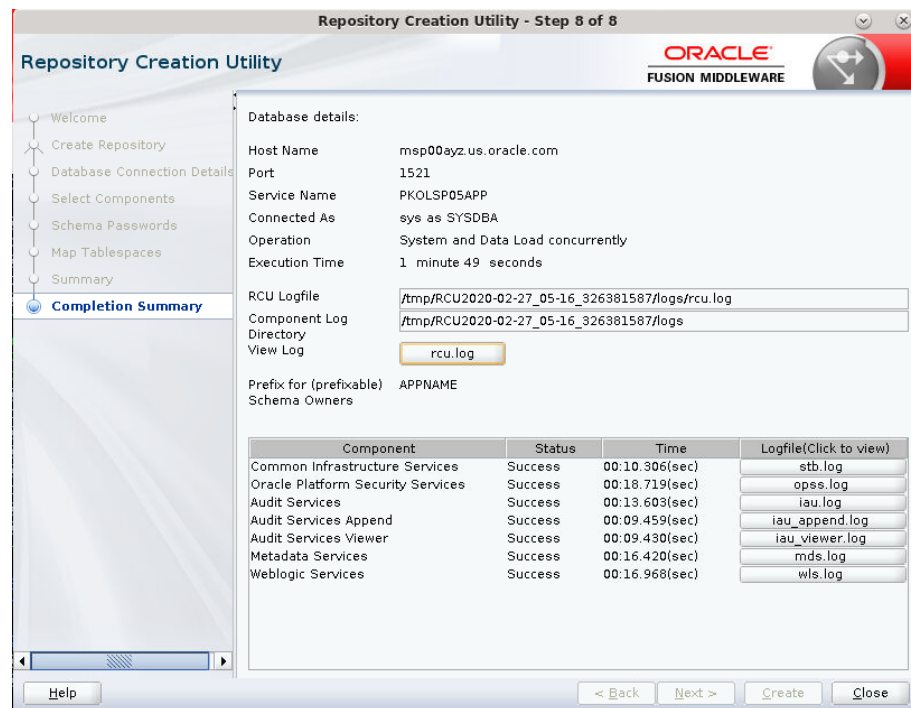 Repository Creation Utility - Step 8 of 8
Repository Creation Utility
ORACLE
FUSION MIDDLEWARE
Welcome
Create Repository
Database Connection Details
Select Components
Schema Passwords
Map Tablespaces
Summary
Completion Summary
Database details:
Host Name msp00ayz.us.oracle.com
Port 1521
Service Name PKOLSP05APP
Connected As sys as SYSDBA
Operation System and Data Load concurrently
Execution Time 1 minute 49 seconds
RCU Logfile /tmp/RCU2020-02-27_05-16_326381587/logs/rcu.log
Component Log Directory /tmp/RCU2020-02-27_05-16_326381587/logs
View Log rcu.log
Prefix for (prefixable) Schema Owners APPNAME
Component Status Time Logfile(Click to view)
Common Infrastructure Services Success 00:10.306(sec) stb.log
Oracle Platform Security Services Success 00:18.719(sec) opss.log
Audit Services Success 00:13.603(sec) iau.log
Audit Services Append Success 00:09.459(sec) iau_append.log
Audit Services Viewer Success 00:09.430(sec) iau_viewer.log
Metadata Services Success 00:16.420(sec) mds.log
Weblogic Services Success 00:16.968(sec) wls.log
Help < Back Next > Create Close